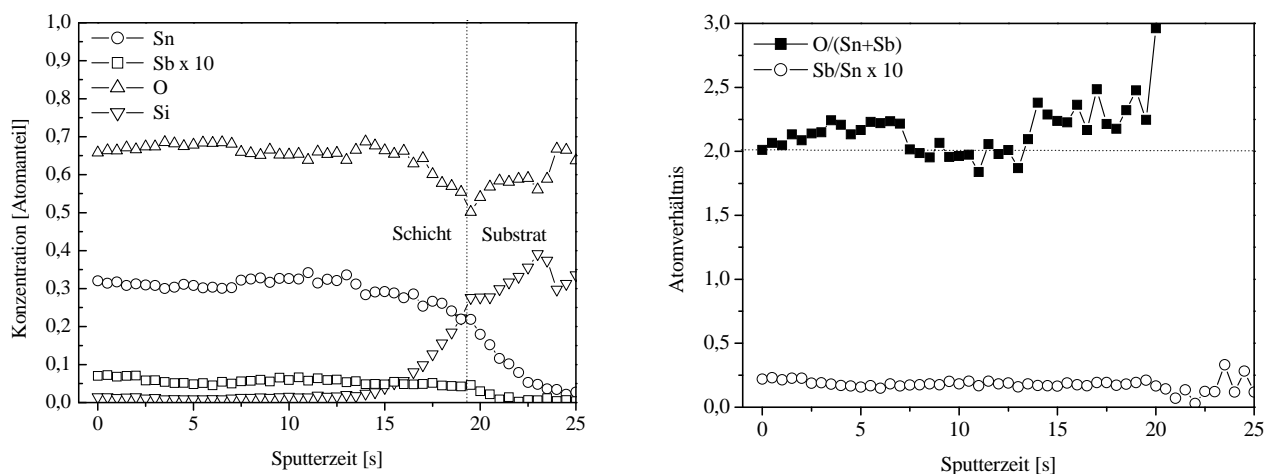 1,0
0,9
0,8
0,7
0,6
0,5
0,4
0,3
0,2
0,1
0,0
Konzentration [Atomanteil]
Sn
Sb x 10
O
Si
Schicht
Substrat
0
5
10
15
20
25
Sputterzeit [s]
3,0
2,5
2,0
1,5
1,0
0,5
0,0
Atomverhältnis
O/(Sn+Sb)
Sb/Sn x 10
0
5
10
15
20
25
Sputterzeit [s]